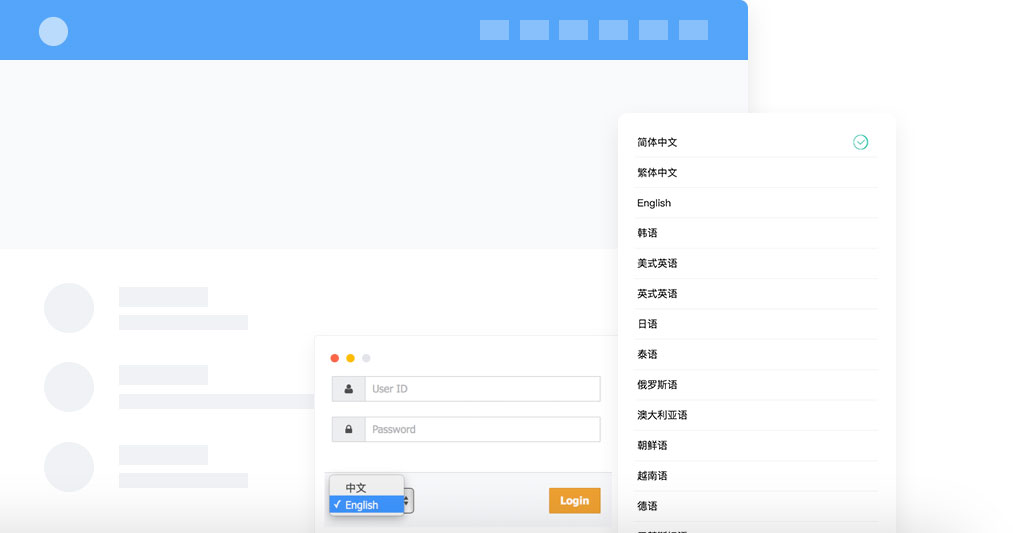 User ID
Password
中文
✓ English
Login
简体中文
繁体中文
English
韩语
美式英语
英式英语
日语
泰语
俄罗斯语
澳大利亚语
朝鲜语
越南语
德语